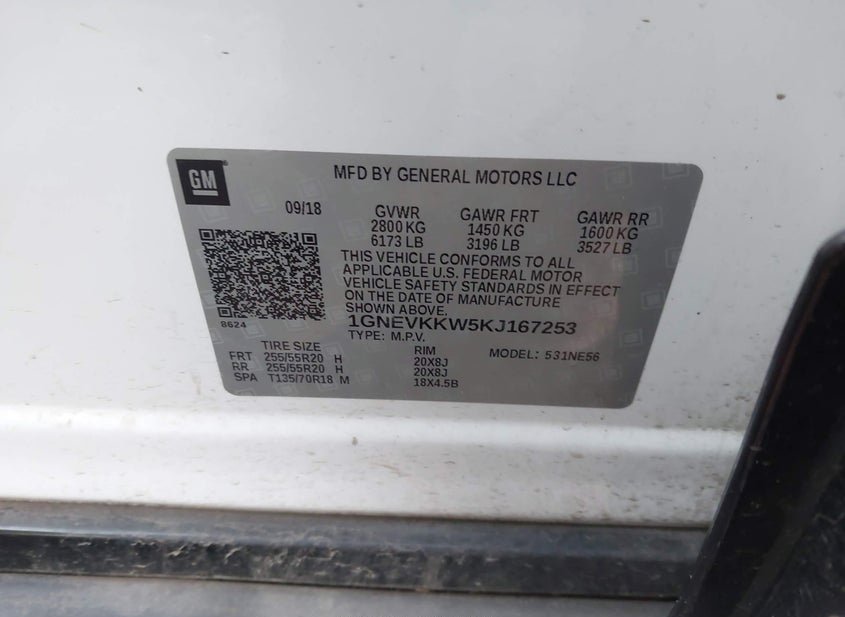 GM
MFD BY GENERAL MOTORS LLC
09/18
GVWR GAWR FRT GAWR RR
2800 KG 1450 KG 1600 KG
6173 LB 3196 LB 3527 LB
THIS VEHICLE CONFORMS TO ALL
APPLICABLE U.S. FEDERAL MOTOR
VEHICLE SAFETY STANDARDS IN EFFECT
ON THE DATE OF MANUFACTURE
SHOWN ABOVE.
8624
1GNEVKKW5KJ167253
TYPE: M.P.V.
TIRE SIZE RIM MODEL: 531NE56
FRT 255/55R20 H 20X8J
RR 255/55R20 H 20X8J
SPA T135/70R18 M 18X4.5B